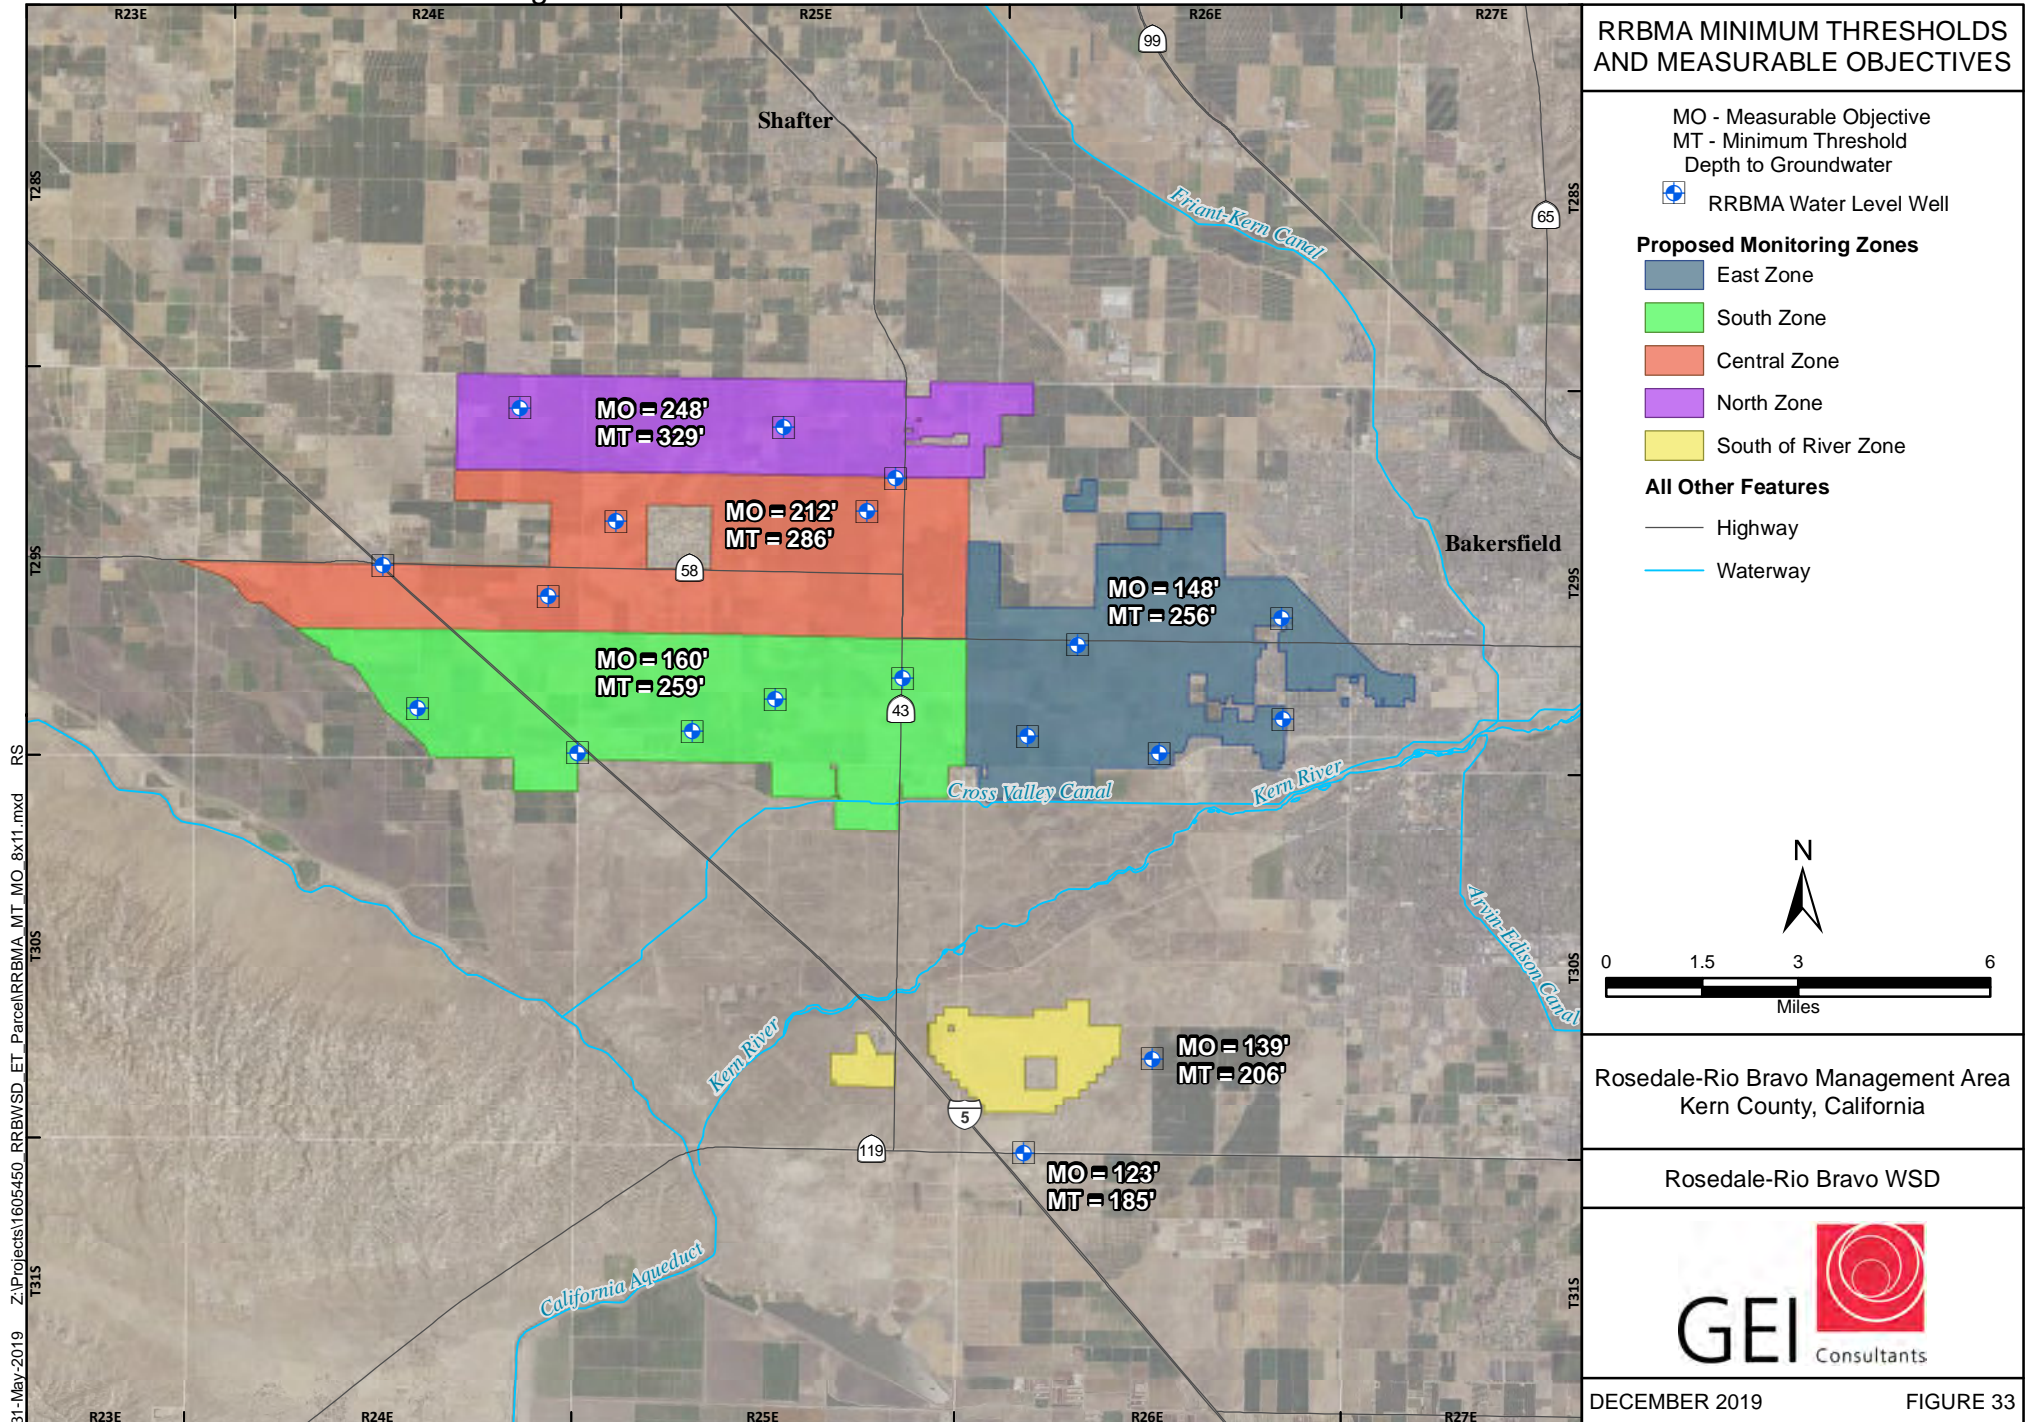 R23E
R24E
R25E
R26E
R27E
99
Shafter
T28S
T28S
65
Friant-Kern Canal
MO = 248'
MT = 329'
MO = 212'
MT = 286'
Bakersfield
T29S
58
T29S
MO = 148'
MT = 256'
MO = 160'
MT = 259'
43
Cross Valley Canal
Kern River
Arvin-Edison Canal
T30S
T30S
Kern River
MO = 139'
MT = 206'
5
119
MO = 123'
MT = 185'
California Aqueduct
T31S
T31S
R23E
R24E
R25E
R26E
R27E
31-May-2019 Z:\Projects\1605450_RRBWSD_ET_Parcel\RRBMA_MT_MO_8x11.mxd RS
RRBMA MINIMUM THRESHOLDS
AND MEASURABLE OBJECTIVES
MO - Measurable Objective
MT - Minimum Threshold
Depth to Groundwater
RRBMA Water Level Well
Proposed Monitoring Zones
East Zone
South Zone
Central Zone
North Zone
South of River Zone
All Other Features
Highway
Waterway
N
0 1.5 3 6
Miles
Rosedale-Rio Bravo Management Area
Kern County, California
Rosedale-Rio Bravo WSD
GEI Consultants
DECEMBER 2019 FIGURE 33